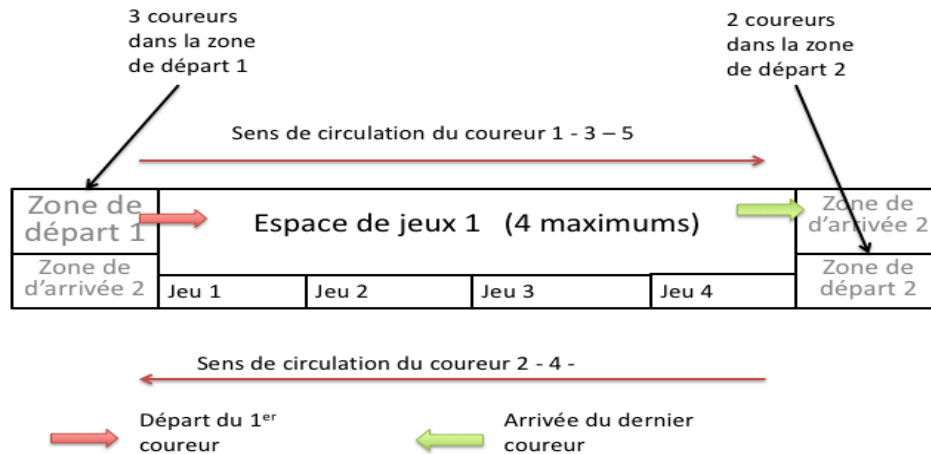 3 coureurs
dans la zone
de départ 1
2 coureurs
dans la zone
de départ 2
Sens de circulation du coureur 1 - 3 – 5
Zone de
départ 1
Espace de jeux 1 (4 maximums)
Zone de
d'arrivée 2
Zone de
d'arrivée 2
Jeu 1
Jeu 2
Jeu 3
Jeu 4
Zone de
départ 2
Sens de circulation du coureur 2 - 4 -
Départ du 1er
coureur
Arrivée du dernier
coureur